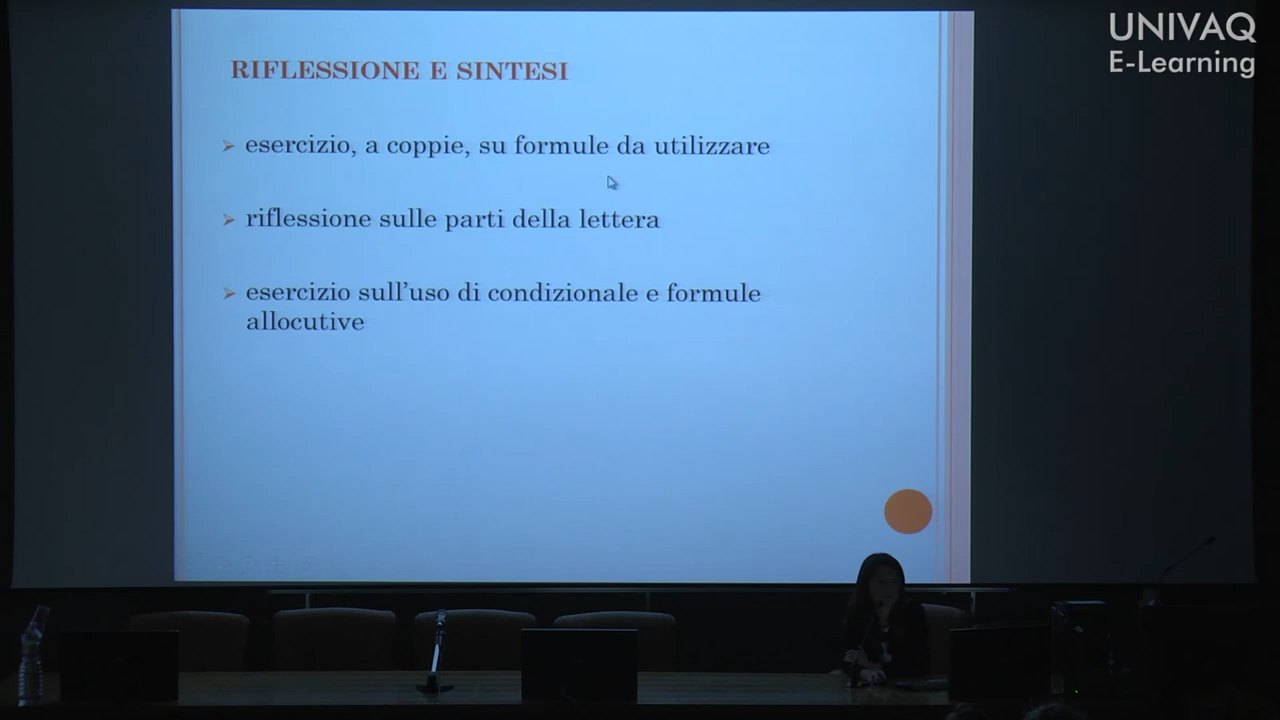 UNIVAQ
E-Learning
RIFLESSIONE E SINTESI
esercizio, a coppie, su formule da utilizzare
riflessione sulle parti della lettera
esercizio sull’uso di condizionale e formule
allocutive